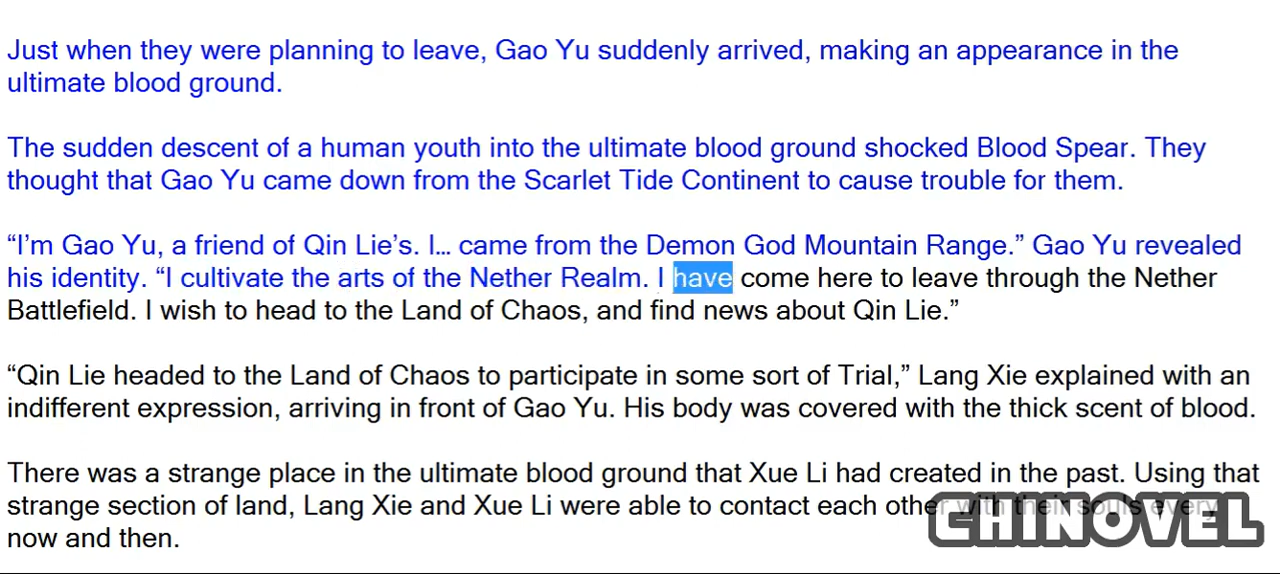 Just when they were planning to leave, Gao Yu suddenly arrived, making an appearance in the
ultimate blood ground.
The sudden descent of a human youth into the ultimate blood ground shocked Blood Spear. They
thought that Gao Yu came down from the Scarlet Tide Continent to cause trouble for them.
“I’m Gao Yu, a friend of Qin Lie’s. I... came from the Demon God Mountain Range.” Gao Yu revealed
his identity. “I cultivate the arts of the Nether Realm. I have come here to leave through the Nether
Battlefield. I wish to head to the Land of Chaos, and find news about Qin Lie.”
“Qin Lie headed to the Land of Chaos to participate in some sort of Trial,” Lang Xie explained with an
indifferent expression, arriving in front of Gao Yu. His body was covered with the thick scent of blood.
There was a strange place in the ultimate blood ground that Xue Li had created in the past. Using that
strange section of land, Lang Xie and Xue Li were able to contact each other with their souls every
now and then.
CHINOVEL